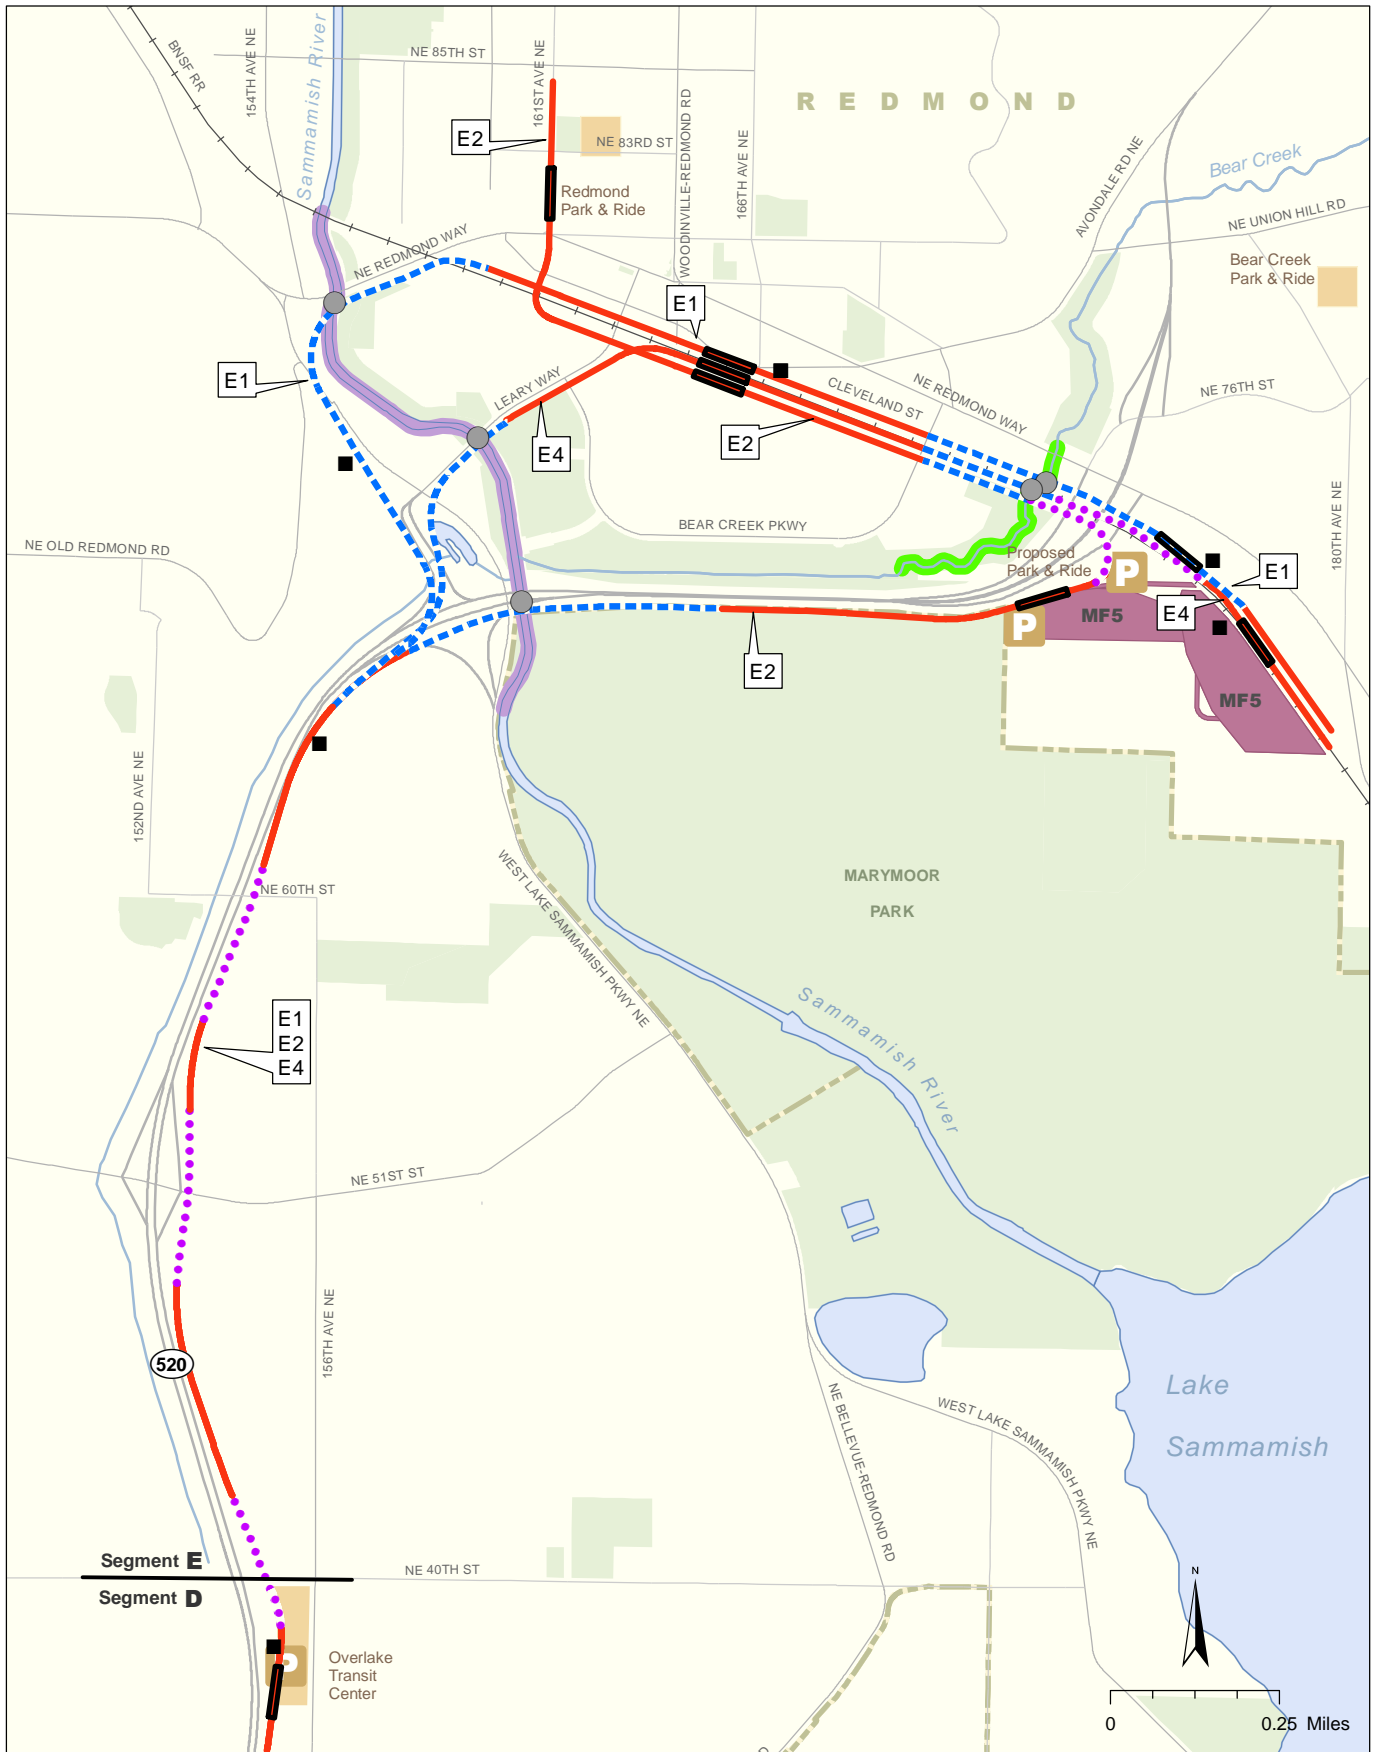 Sammamish River
BNSF RR
154TH AVE NE
NE 85TH ST
161ST AVE NE
E2
NE 83RD ST
WOODINVILLE-REDMOND RD
166TH AVE NE
REDMOND
AVONDALE RD NE
Bear Creek
NE UNION HILL RD
Redmond
Park & Ride
Bear Creek
Park & Ride
NE REDMOND WAY
E1
E1
LEARY WAY
E4
E2
CLEVELAND ST
NE REDMOND WAY
NE 76TH ST
BEAR CREEK PKWY
180TH AVE NE
NE OLD REDMOND RD
Proposed
Park & Ride
P
P
MF5
E1
E4
MF5
E2
152ND AVE NE
NE 60TH ST
WEST LAKE SAMMAMISH PKWY NE
MARYMOOR
PARK
Sammamish River
E1
E2
E4
NE 51ST ST
156TH AVE NE
520
NE BELLEVUE-REDMOND RD
WEST LAKE SAMMAMISH PKWY NE
Lake
Sammamish
Segment E
Segment D
NE 40TH ST
P
Overlake
Transit
Center
N
0 0.25 Miles